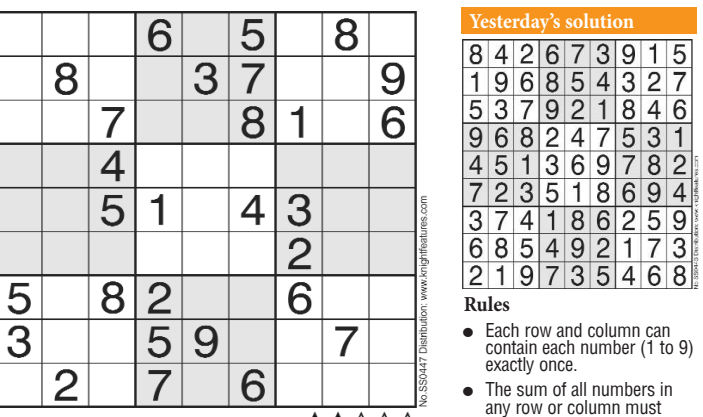 6 5 8
8 3 7 9
7 8 1 6
4
5 1 4 3
2
5 8 2 6
3 5 9 7
2 7 6
No.SS0447 Distribution: www.knightfeatures.com
Yesterday's solution
8 4 2 6 7 3 9 1 5
1 9 6 8 5 4 3 2 7
5 3 7 9 2 1 8 4 6
9 6 8 2 4 7 5 3 1
4 5 1 3 6 9 7 8 2
7 2 3 5 1 8 6 9 4
3 7 4 1 8 6 2 5 9
6 8 5 4 9 2 1 7 3
2 1 9 7 3 5 4 6 8
Rules
● Each row and column can
contain each number (1 to 9)
exactly once.
● The sum of all numbers in
any row or column must